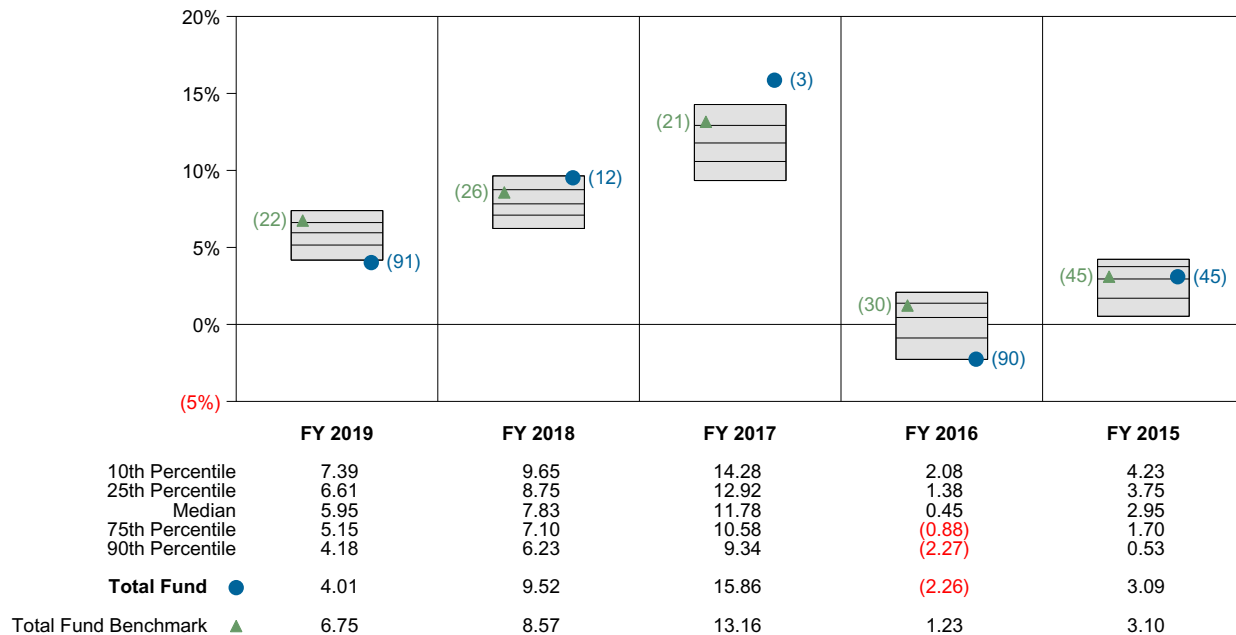 20%
15%
10%
5%
0%
(5%)
(22)
(91)
(26)
(12)
(21)
(3)
(30)
(90)
(45)
(45)
FY 2019 FY 2018 FY 2017 FY 2016 FY 2015
10th Percentile 7.39 9.65 14.28 2.08 4.23
25th Percentile 6.61 8.75 12.92 1.38 3.75
Median 5.95 7.83 11.78 0.45 2.95
75th Percentile 5.15 7.10 10.58 (0.88) 1.70
90th Percentile 4.18 6.23 9.34 (2.27) 0.53
Total Fund 4.01 9.52 15.86 (2.26) 3.09
Total Fund Benchmark 6.75 8.57 13.16 1.23 3.10